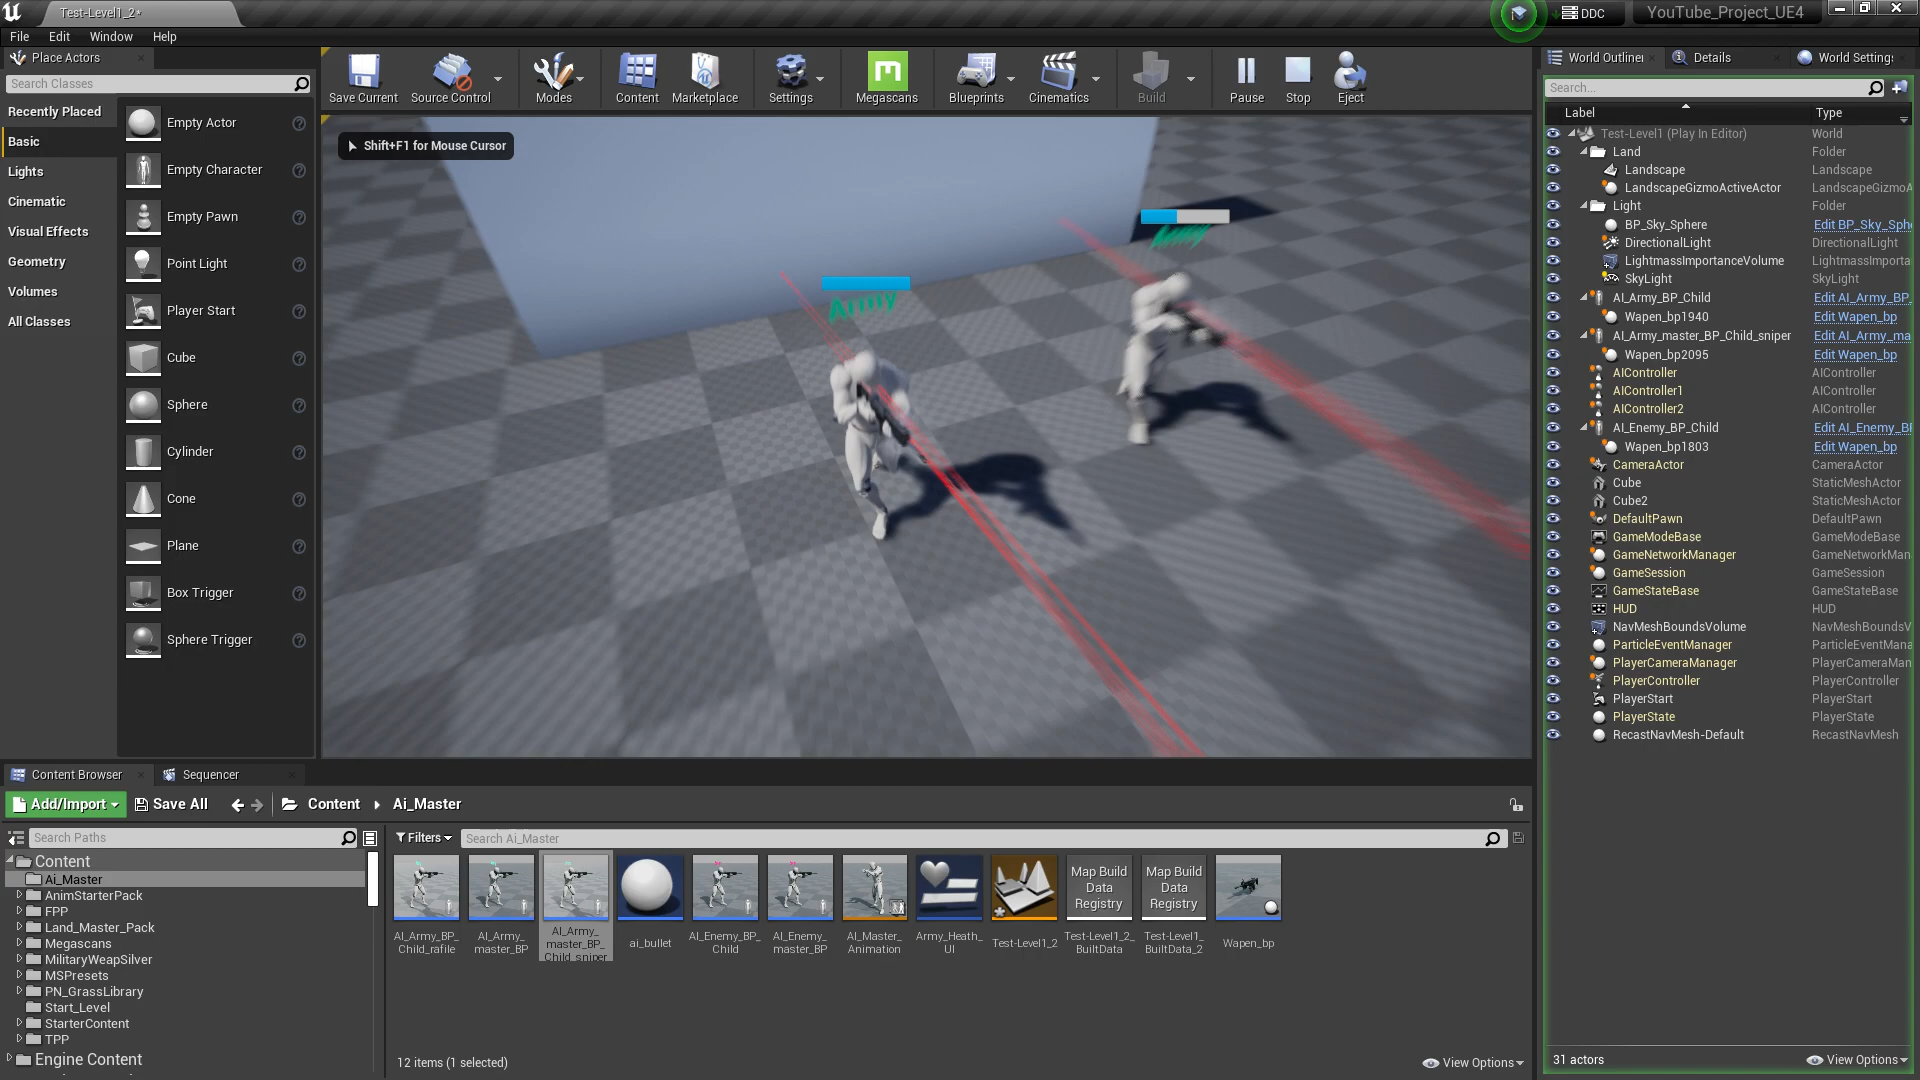 Test-Level1_2*
DDC
YouTube_Project_UE4
File Edit Window Help
Place Actors
Search Classes
Recently Placed
Basic
Lights
Cinematic
Visual Effects
Geometry
Volumes
All Classes
Empty Actor
Empty Character
Empty Pawn
Point Light
Player Start
Cube
Sphere
Cylinder
Cone
Plane
Box Trigger
Sphere Trigger
Save Current
Source Control
Modes
Content
Marketplace
Settings
Megascans
Blueprints
Cinematics
Build
Pause
Stop
Eject
Shift+F1 for Mouse Cursor
Army
World Outliner
Details
World Settings
Search...
Label Type
Test-Level1 (Play In Editor) World
Land Folder
Landscape Landscape
LandscapeGizmoActiveActor LandscapeGizmoA
Light Folder
BP_Sky_Sphere Edit BP_Sky_Sph
DirectionalLight DirectionalLight
LightmassImportanceVolume LightmassImporta
SkyLight SkyLight
AI_Army_BP_Child Edit AI_Army_BP_
Wapen_bp1940 Edit Wapen_bp
AI_Army_master_BP_Child_sniper Edit AI_Army_ma
Wapen_bp2095 Edit Wapen_bp
AIController AIController
AIController1 AIController
AIController2 AIController
AI_Enemy_BP_Child Edit AI_Enemy_B
Wapen_bp1803 Edit Wapen_bp
CameraActor CameraActor
Cube StaticMeshActor
Cube2 StaticMeshActor
DefaultPawn DefaultPawn
GameModeBase GameModeBase
GameNetworkManager GameNetworkMan
GameSession GameSession
GameStateBase GameStateBase
HUD HUD
NavMeshBoundsVolume NavMeshBoundsV
ParticleEventManager ParticleEventMana
PlayerCameraManager PlayerCameraMan
PlayerController PlayerController
PlayerStart PlayerStart
PlayerState PlayerState
RecastNavMesh-Default RecastNavMesh
31 actors
View Options
Content Browser
Sequencer
Add/Import
Save All
Content
Ai_Master
Search Paths
Filters
Search Ai_Master
Content
Ai_Master
AnimStarterPack
FPP
Land_Master_Pack
Megascans
MilitaryWeapSilver
MSPresets
PN_GrassLibrary
Start_Level
StarterContent
TPP
Engine Content
AI_Army_BP_
Child_rafile
AI_Army_
master_BP
AI_Army_
master_BP_
Child_sniper
ai_bullet
AI_Enemy_BP_
Child
AI_Enemy_
master_BP
AI_Master_
Animation
Army_Heath_
UI
Test-Level1_2
Map Build
Data
Registry
Test-Level1_2_
BuiltData
Map Build
Data
Registry
Test-Level1_
BuiltData_2
Wapen_bp
12 items (1 selected)
View Options